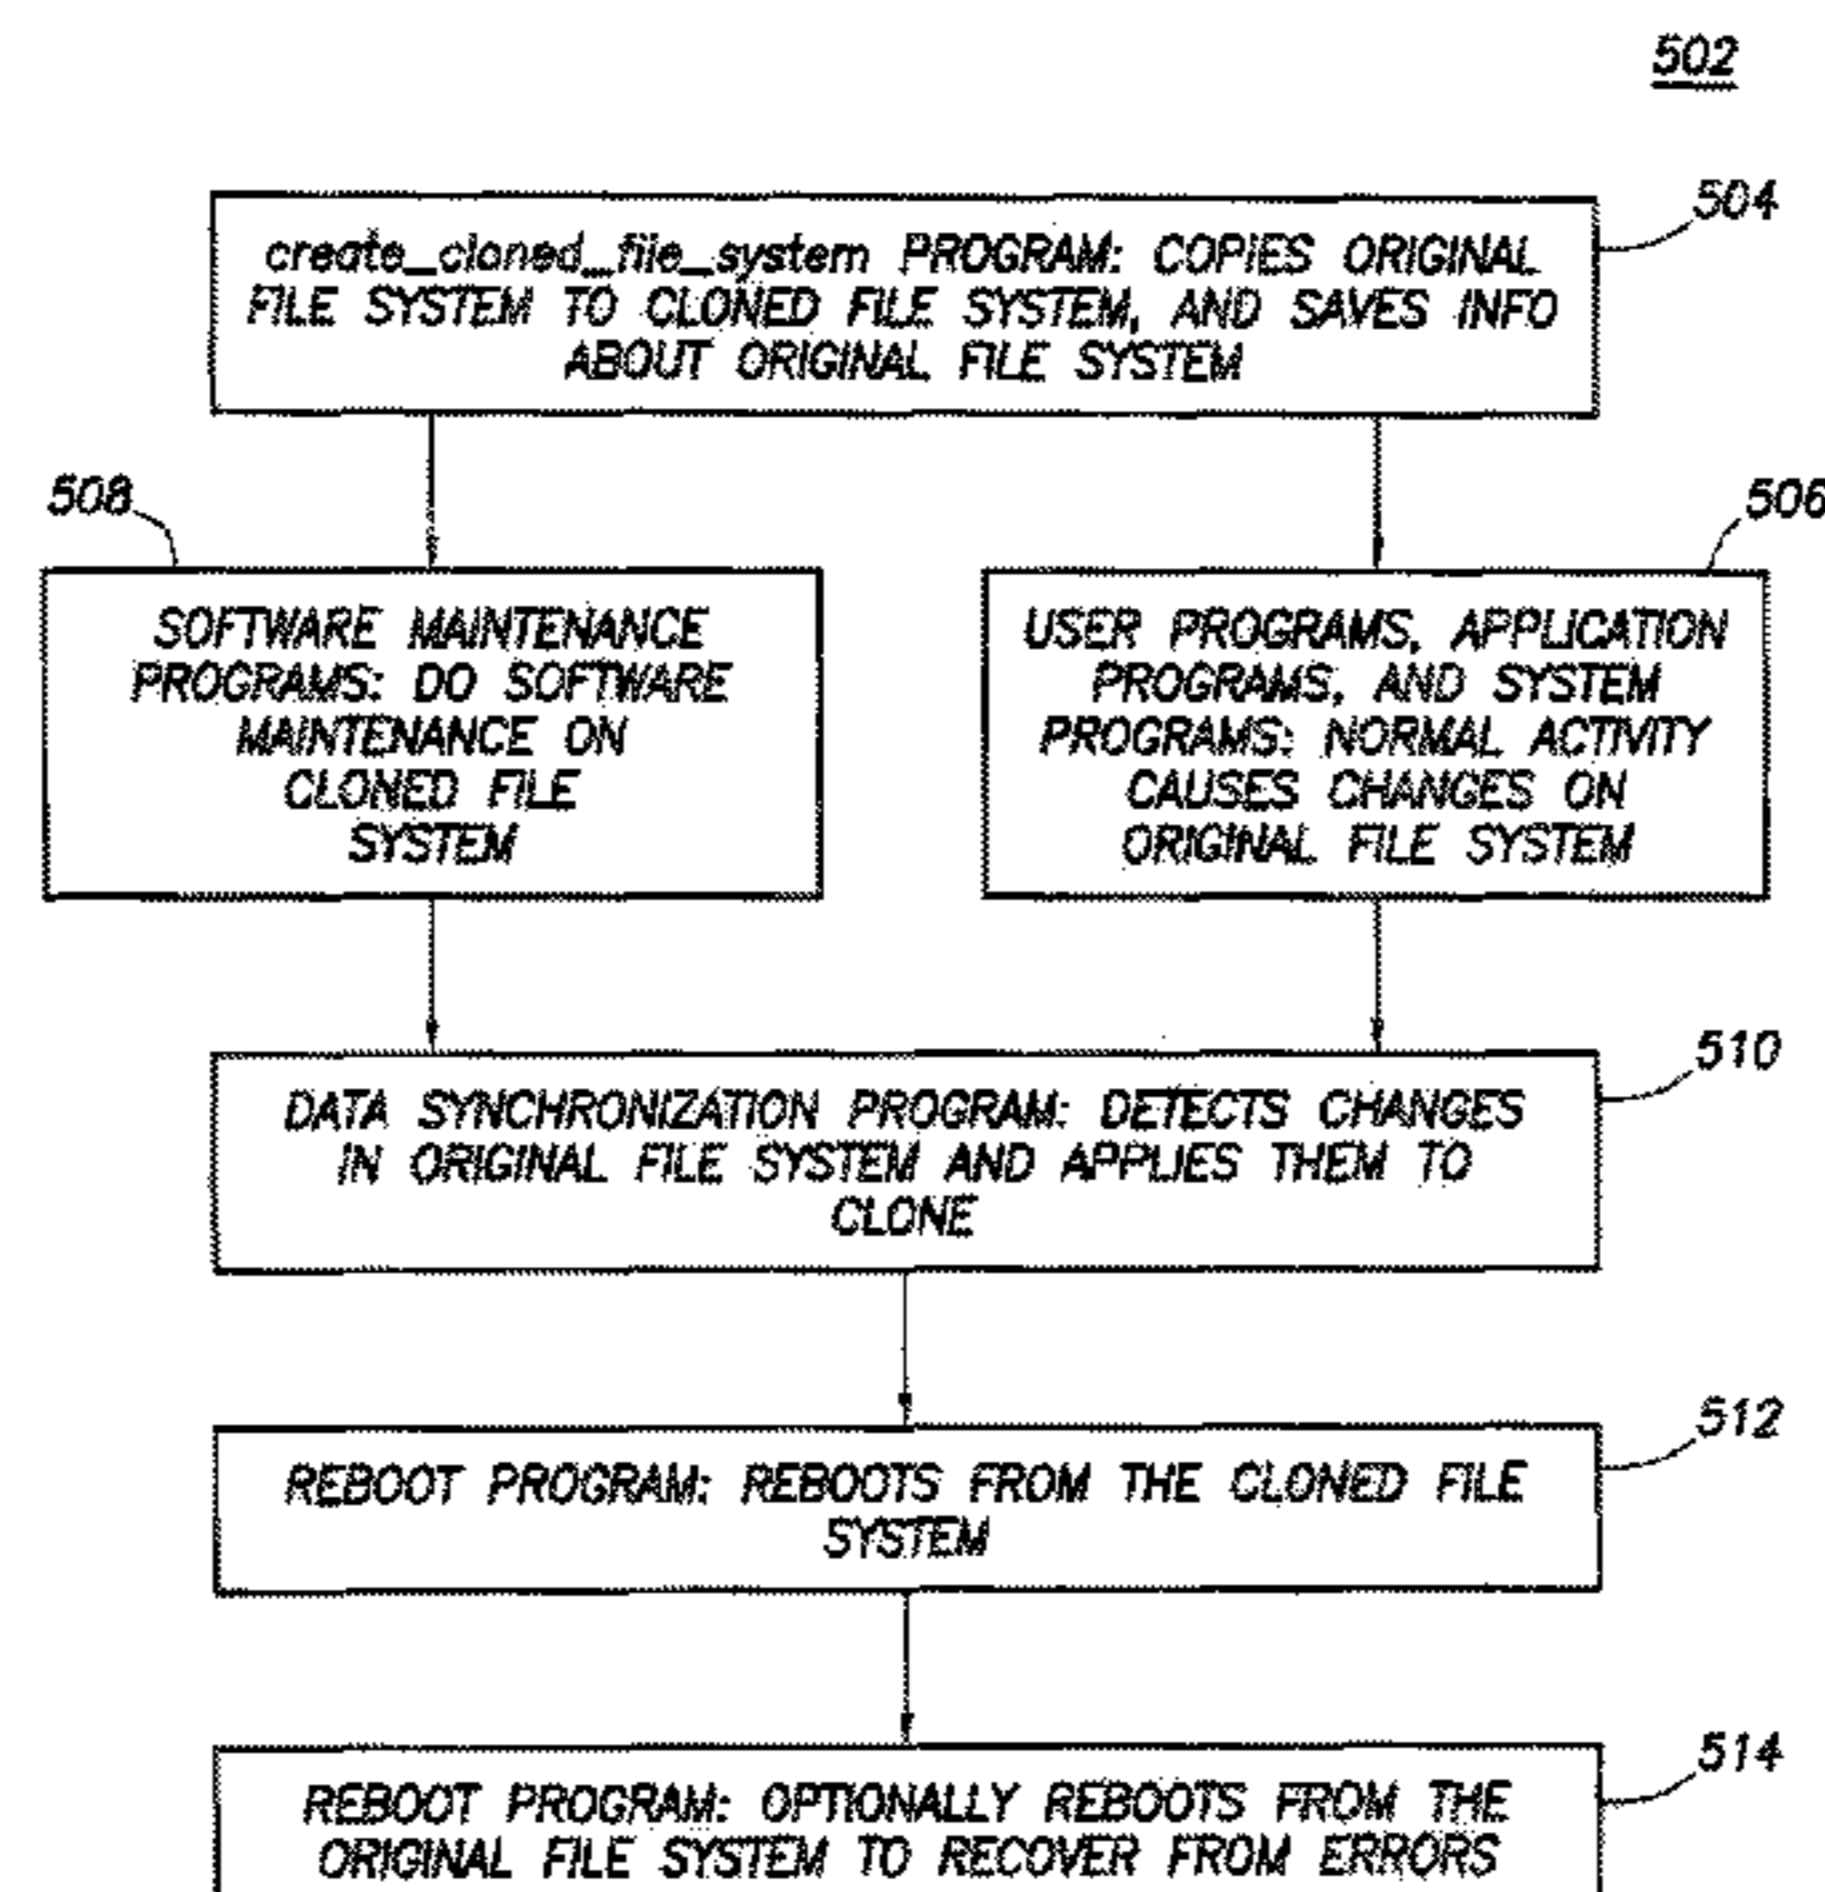 502
504
create_cloned_file_system PROGRAM: COPIES ORIGINAL
FILE SYSTEM TO CLONED FILE SYSTEM, AND SAVES INFO
ABOUT ORIGINAL FILE SYSTEM
508
SOFTWARE MAINTENANCE
PROGRAMS: DO SOFTWARE
MAINTENANCE ON
CLONED FILE
SYSTEM
506
USER PROGRAMS, APPLICATION
PROGRAMS, AND SYSTEM
PROGRAMS: NORMAL ACTIVITY
CAUSES CHANGES ON
ORIGINAL FILE SYSTEM
510
DATA SYNCHRONIZATION PROGRAM: DETECTS CHANGES
IN ORIGINAL FILE SYSTEM AND APPLIES THEM TO
CLONE
512
REBOOT PROGRAM: REBOOTS FROM THE CLONED FILE
SYSTEM
514
REBOOT PROGRAM: OPTIONALLY REBOOTS FROM THE
ORIGINAL FILE SYSTEM TO RECOVER FROM ERRORS